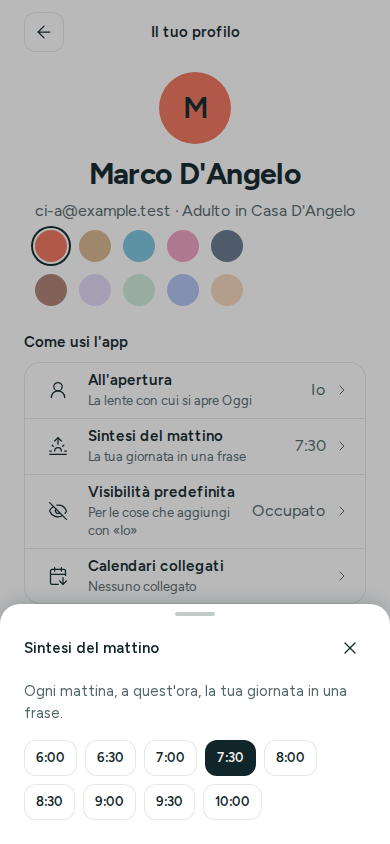 Il tuo profilo
M
Marco D'Angelo
ci-a@example.test · Adulto in Casa D'Angelo
Come usi l'app
All'apertura
La lente con cui si apre Oggi
Io
Sintesi del mattino
La tua giornata in una frase
7:30
Visibilità predefinita
Per le cose che aggiungi
con «Io»
Occupato
Calendari collegati
Nessuno collegato
Sintesi del mattino
Ogni mattina, a quest'ora, la tua giornata in una
frase.
6:00 6:30 7:00 7:30 8:00
8:30 9:00 9:30 10:00